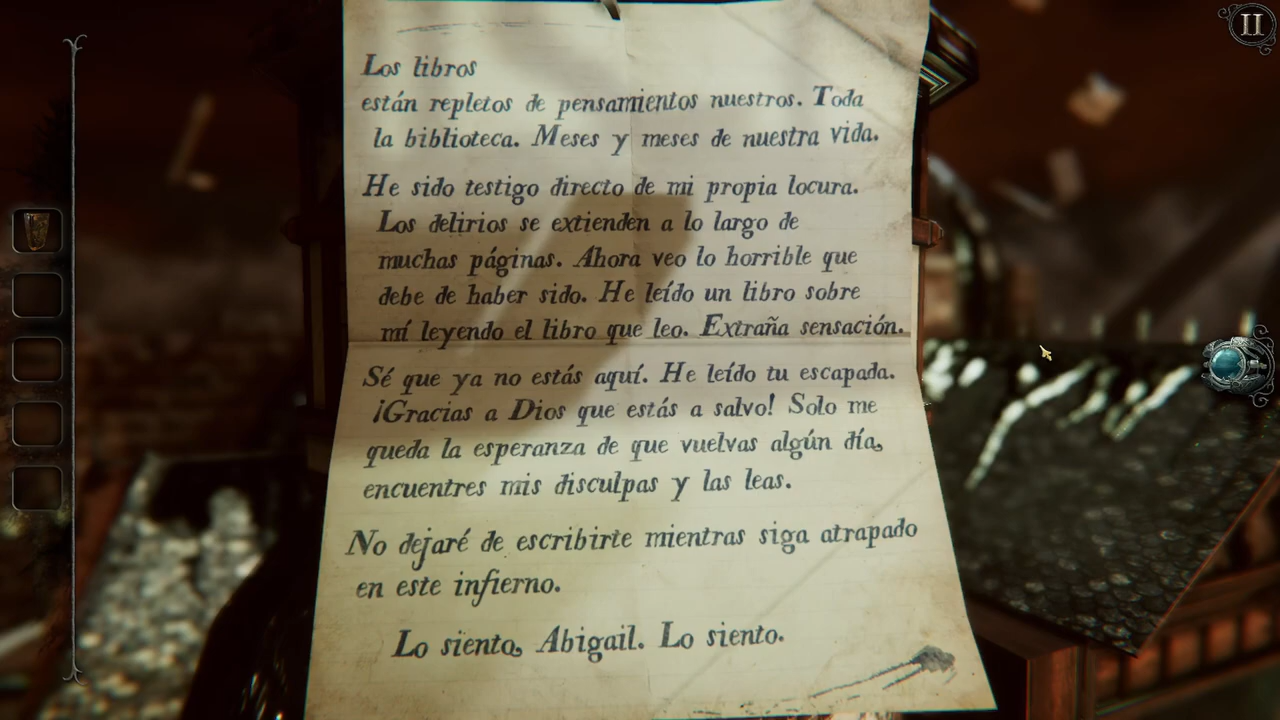 Los libros
están repletos de pensamientos nuestros. Toda
la biblioteca. Meses y meses de nuestra vida.
He sido testigo directo de mi propia locura.
Los delirios se extienden a lo largo de
muchas páginas. Ahora veo lo horrible que
debe de haber sido. He leído un libro sobre
mí leyendo el libro que leo. Extraña sensación.
Sé que ya no estás aquí. He leído tu escapada.
¡Gracias a Dios que estás a salvo! Solo me
queda la esperanza de que vuelvas algún día,
encuentres mis disculpas y las leas.
No dejaré de escribirte mientras siga atrapado
en este infierno.
Lo siento, Abigail. Lo siento.